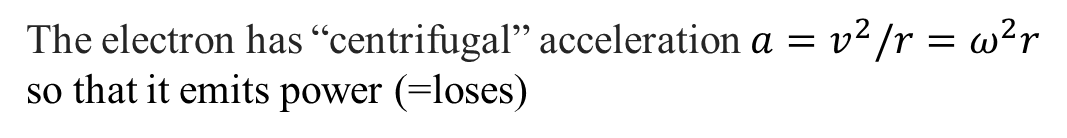 The electron has “centrifugal” acceleration 𝑎 = 𝑣²/𝑟 = 𝜔²𝑟
so that it emits power (=loses)